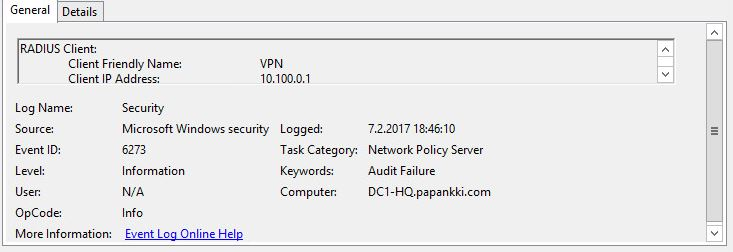 General Details
RADIUS Client:
Client Friendly Name: VPN
Client IP Address: 10.100.0.1
Log Name: Security
Source: Microsoft Windows security Logged: 7.2.2017 18:46:10
Event ID: 6273 Task Category: Network Policy Server
Level: Information Keywords: Audit Failure
User: N/A Computer: DC1-HQ.papankki.com
OpCode: Info
More Information: Event Log Online Help